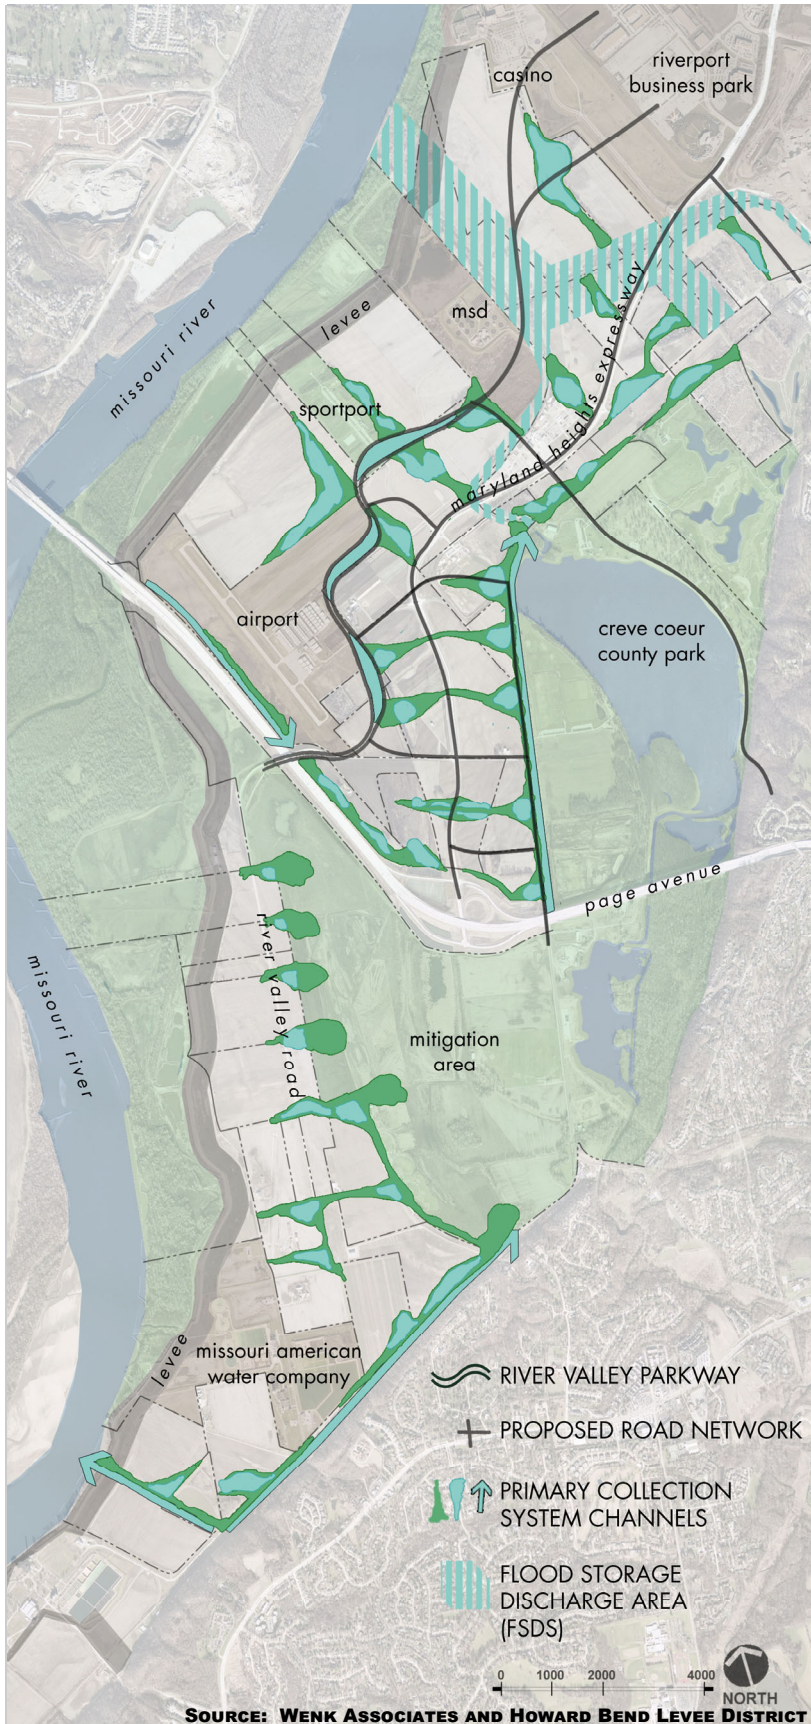 casino
riverport
business park
levee
msd
missouri river
sportport
maryland heights expressway
airport
creve coeur
county park
page avenue
river valley road
missouri river
mitigation
area
levee
missouri american
water company
RIVER VALLEY PARKWAY
PROPOSED ROAD NETWORK
PRIMARY COLLECTION
SYSTEM CHANNELS
FLOOD STORAGE
DISCHARGE AREA
(FSDS)
0 1000 2000 4000
NORTH
SOURCE: WENK ASSOCIATES AND HOWARD BEND LEVEE DISTRICT